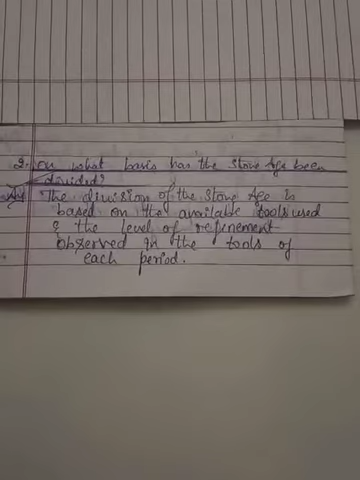 2. On what basis has the Stone Age been
divided?
Ans The division of the Stone Age is
based on the available tools used
& the level of refinement
observed in the tools of
each period.